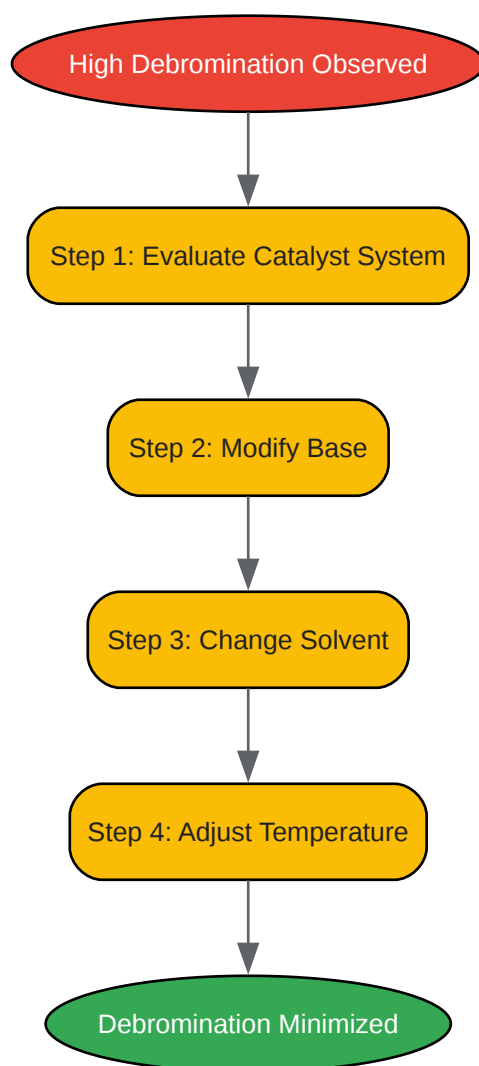 High Debromination Observed
Step 1: Evaluate Catalyst System
Step 2: Modify Base
Step 3: Change Solvent
Step 4: Adjust Temperature
Debromination Minimized